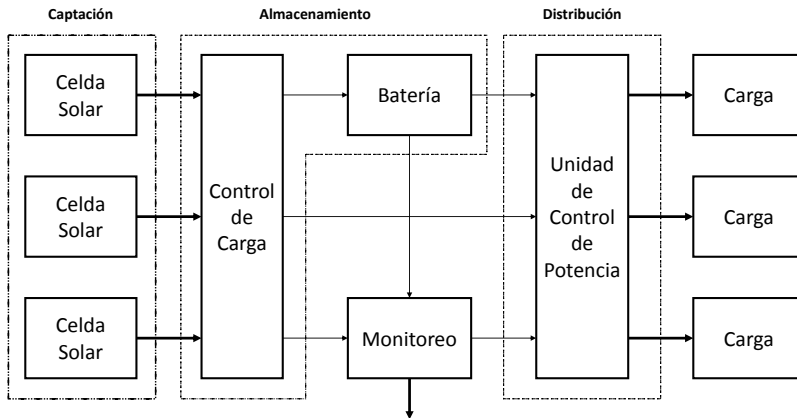 Captación
Almacenamiento
Distribución
Celda
Solar
Batería
Carga
Celda
Solar
Control
de
Carga
Unidad
de
Control
de
Potencia
Carga
Celda
Solar
Monitoreo
Carga